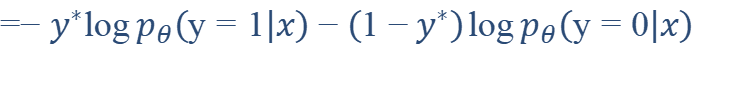 =− y*log pθ(y = 1|x) − (1 − y*)log pθ(y = 0|x)